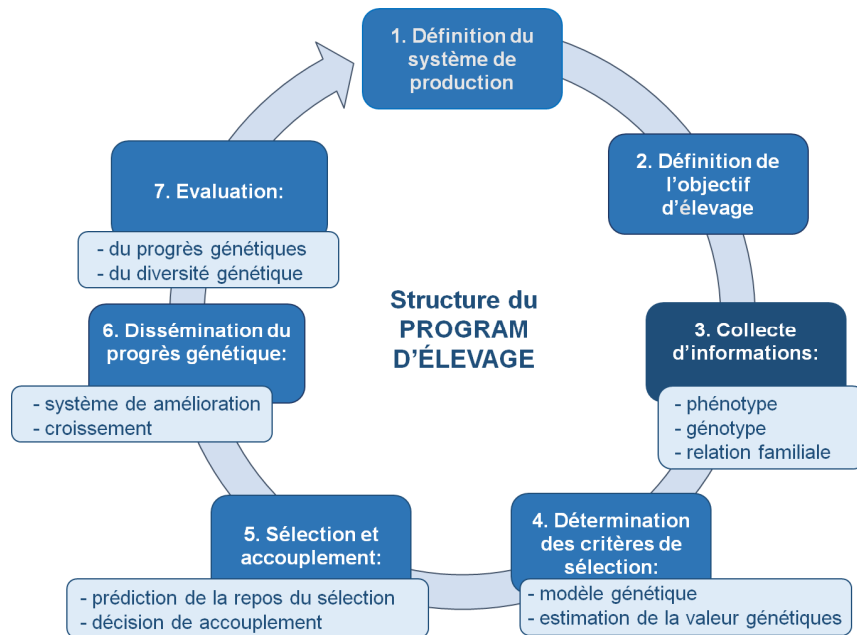 1. Définition du
système de
production
2. Définition de
l'objectif
d'élevage
3. Collecte
d'informations:
- phénotype
- génotype
- relation familiale
4. Détermination
des critères de
sélection:
- modèle génétique
- estimation de la valeur génétiques
5. Sélection et
accouplement:
- prédiction de la repos du sélection
- décision de accouplement
6. Dissémination du
progrès génétique:
- système de amélioration
- croissement
7. Evaluation:
- du progrès génétiques
- du diversité génétique
Structure du
PROGRAM
D'ÉLEVAGE